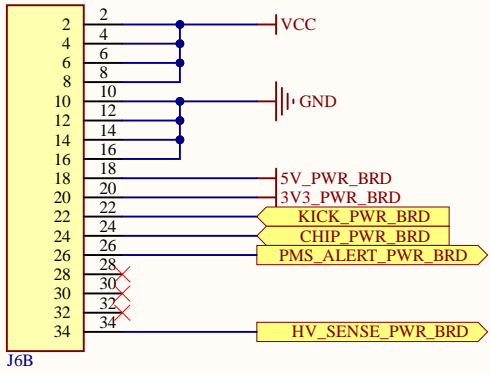 2 2 VCC
4 4
6 6
8 8
10 10 GND
12 12
14 14
16 16
18 18 5V_PWR_BRD
20 20 3V3_PWR_BRD
22 22 KICK_PWR_BRD
24 24 CHIP_PWR_BRD
26 26 PMS_ALERT_PWR_BRD
28 28
30 30
32 32
34 34 HV_SENSE_PWR_BRD
J6B